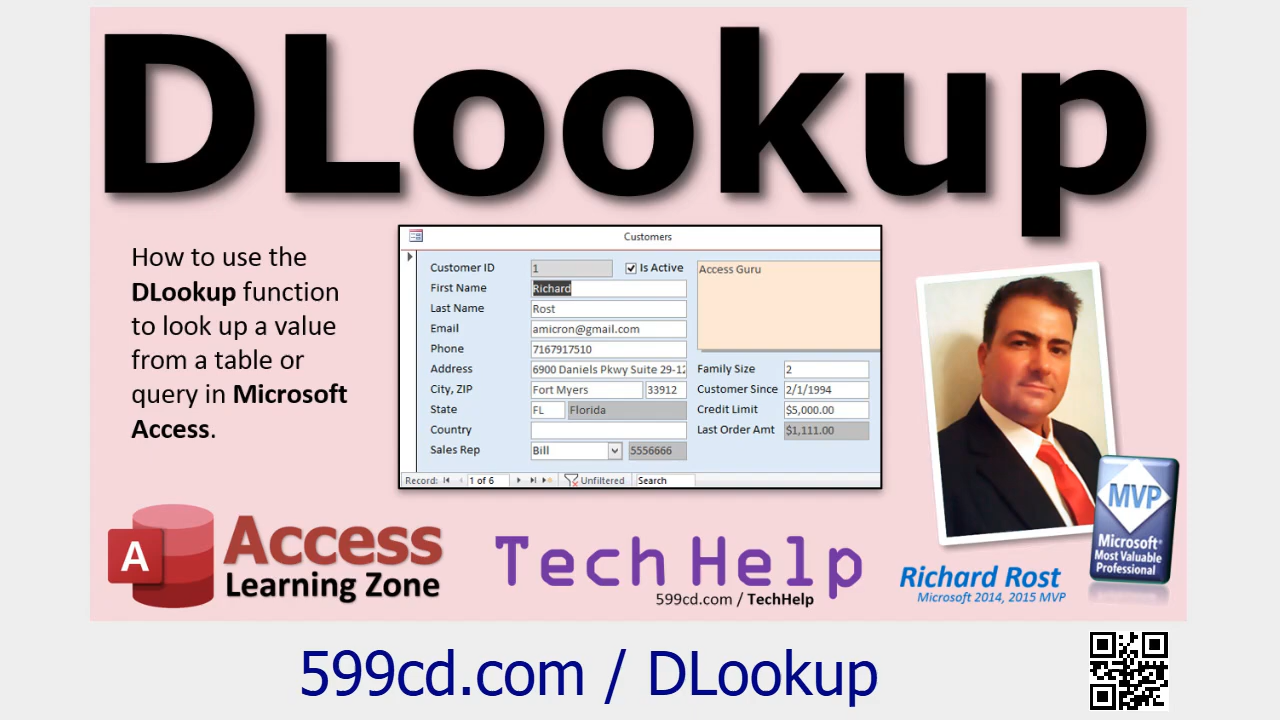 DLookup
How to use the
DLookup function
to look up a value
from a table or
query in Microsoft
Access.
Customers
Customer ID 1 Is Active
First Name Richard
Last Name Rost
Email amicron@gmail.com
Phone 7167917510
Address 6900 Daniels Pkwy Suite 29-12
City, ZIP Fort Myers 33912
State FL Florida
Country
Sales Rep Bill 5556666
Access Guru
Family Size 2
Customer Since 2/1/1994
Credit Limit $5,000.00
Last Order Amt $1,111.00
Record: 1 of 6 Unfiltered Search
A
Access
Learning Zone
Tech Help
599cd.com / TechHelp
MVP
Microsoft®
Most Valuable
Professional
Richard Rost
Microsoft 2014, 2015 MVP
599cd.com / DLookup